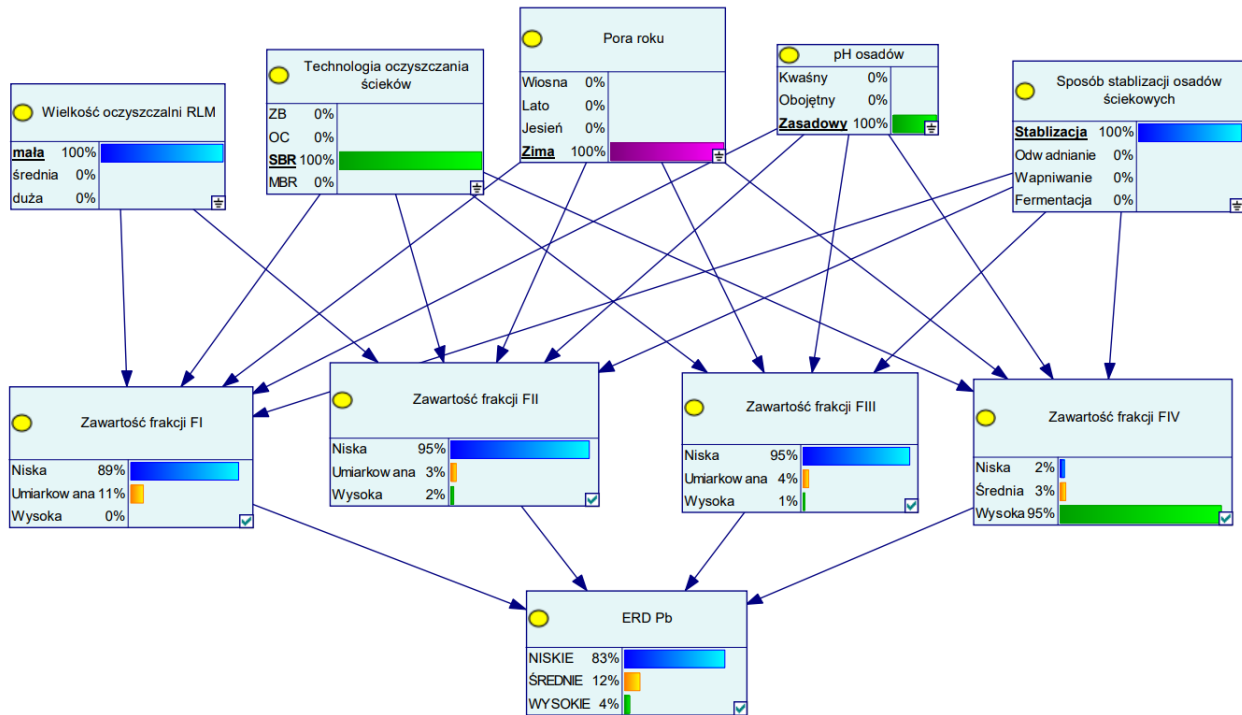 Wielkość oczyszczalni RLM
mała 100%
średnia 0%
duża 0%
Technologia oczyszczania
ścieków
ZB 0%
OC 0%
SBR 100%
MBR 0%
Pora roku
Wiosna 0%
Lato 0%
Jesień 0%
Zima 100%
pH osadów
Kwaśny 0%
Obojętny 0%
Zasadowy 100%
Sposób stablizacji osadów
ściekowych
Stablizacja 100%
Odw adnianie 0%
Wapniwanie 0%
Fermentacja 0%
Zawartość frakcji FI
Niska 89%
Umiarkow ana 11%
Wysoka 0%
Zawartość frakcji FII
Niska 95%
Umiarkow ana 3%
Wysoka 2%
Zawartość frakcji FIII
Niska 95%
Umiarkow ana 4%
Wysoka 1%
Zawartość frakcji FIV
Niska 2%
Średnia 3%
Wysoka 95%
ERD Pb
NISKIE 83%
ŚREDNIE 12%
WYSOKIE 4%